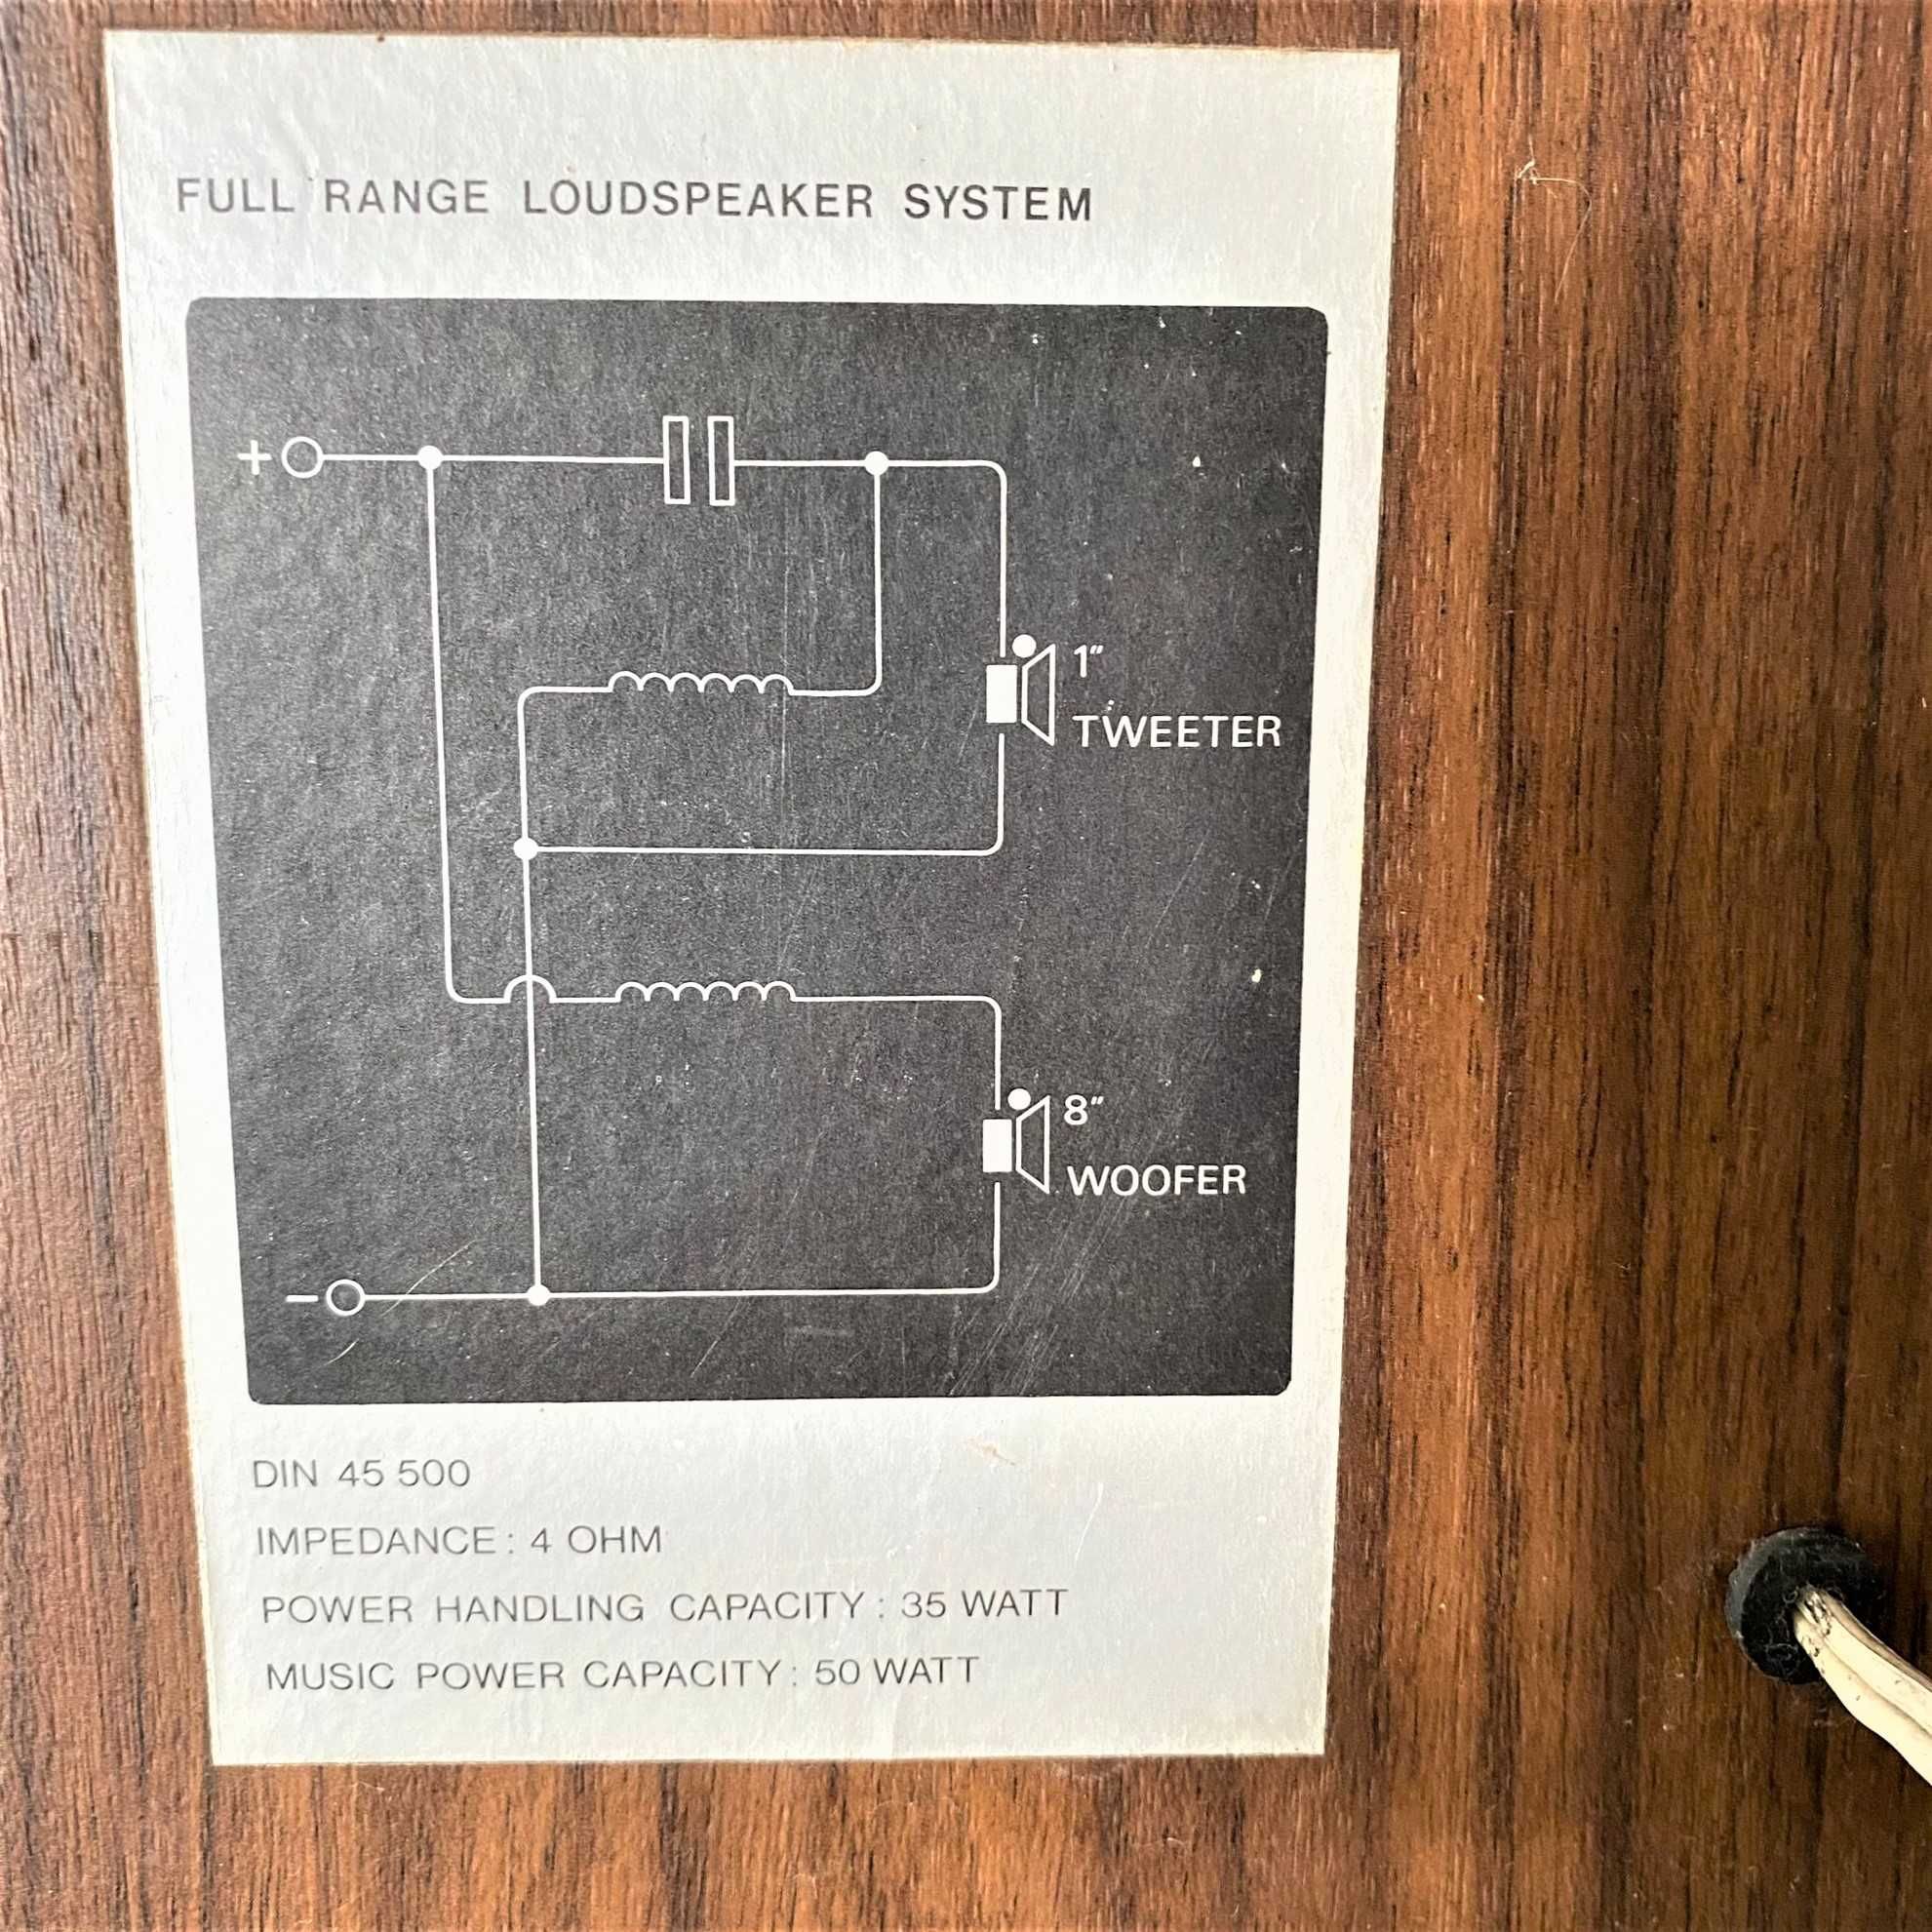 FULL RANGE LOUDSPEAKER SYSTEM
+
1"
TWEETER
8"
WOOFER
−
DIN 45 500
IMPEDANCE: 4 OHM
POWER HANDLING CAPACITY: 35 WATT
MUSIC POWER CAPACITY: 50 WATT